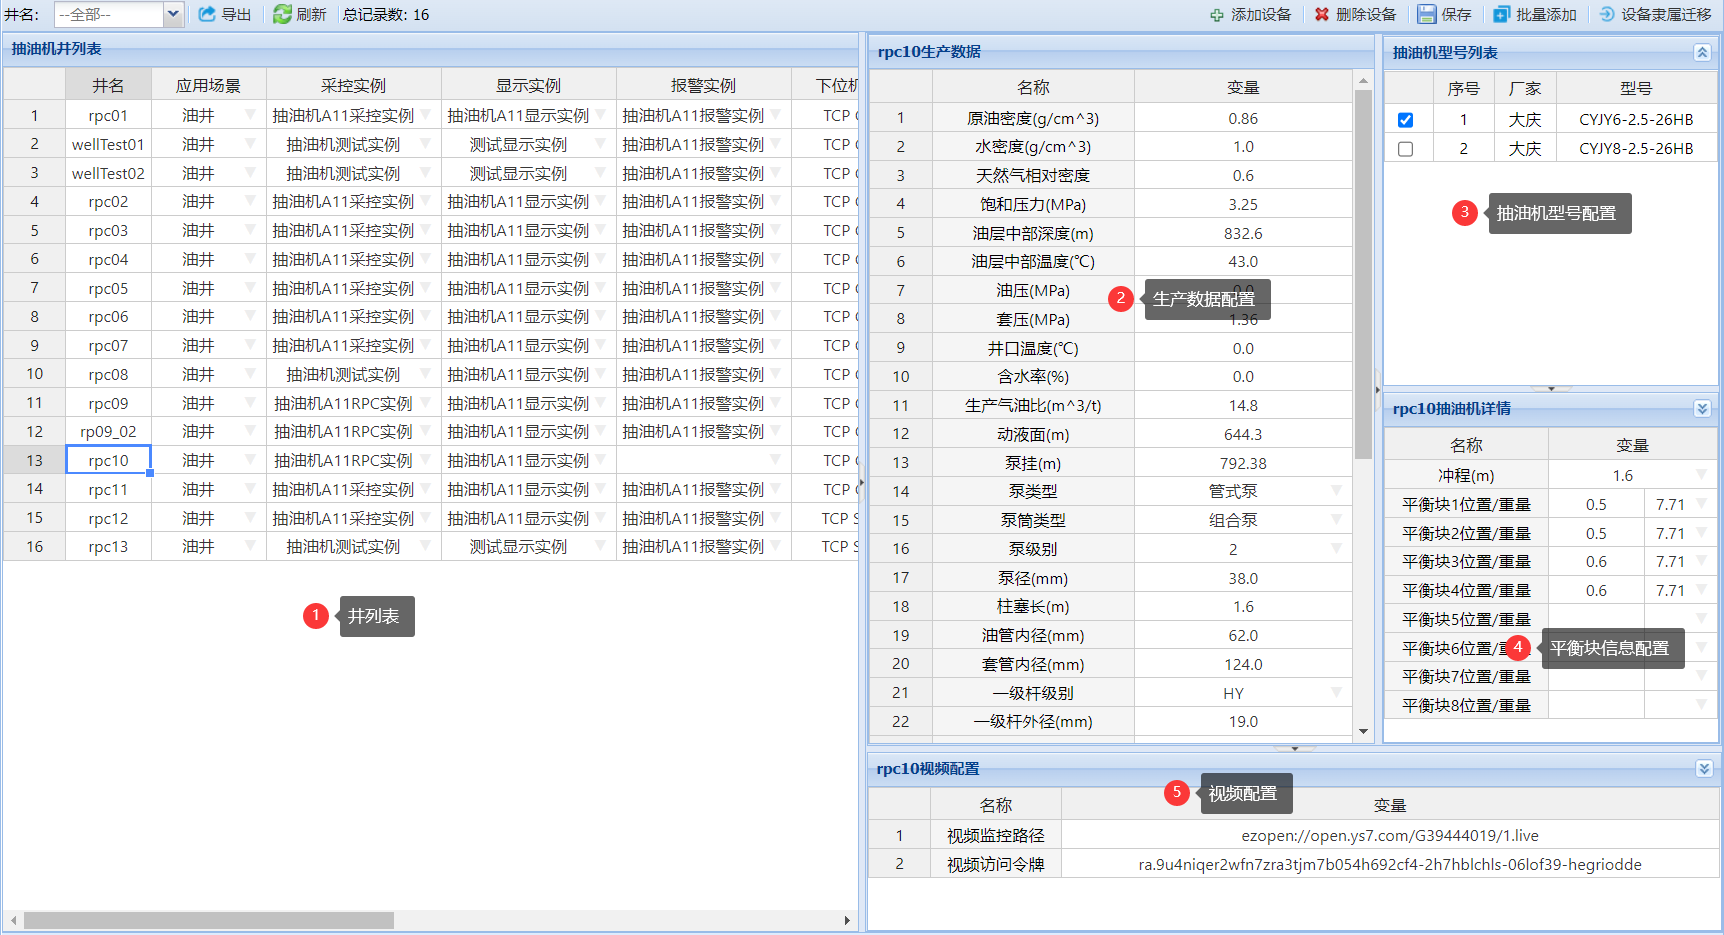 井名: --全部-- 导出 刷新 总记录数: 16 添加设备 删除设备 保存 批量添加 设备隶属迁移
抽油机井列表
井名 应用场景 采控实例 显示实例 报警实例 下位机
1 rpc01 油井 抽油机A11采控实例 抽油机A11显示实例 抽油机A11报警实例 TCP
2 wellTest01 油井 抽油机测试实例 测试显示实例 抽油机A11报警实例 TCP
3 wellTest02 油井 抽油机测试实例 测试显示实例 抽油机A11报警实例 TCP
4 rpc02 油井 抽油机A11采控实例 抽油机A11显示实例 抽油机A11报警实例 TCP
5 rpc03 油井 抽油机A11采控实例 抽油机A11显示实例 抽油机A11报警实例 TCP
6 rpc04 油井 抽油机A11采控实例 抽油机A11显示实例 抽油机A11报警实例 TCP
7 rpc05 油井 抽油机A11采控实例 抽油机A11显示实例 抽油机A11报警实例 TCP
8 rpc06 油井 抽油机A11采控实例 抽油机A11显示实例 抽油机A11报警实例 TCP
9 rpc07 油井 抽油机A11采控实例 抽油机A11显示实例 抽油机A11报警实例 TCP
10 rpc08 油井 抽油机测试实例 抽油机A11显示实例 抽油机A11报警实例 TCP
11 rpc09 油井 抽油机A11RPC实例 抽油机A11显示实例 抽油机A11报警实例 TCP
12 rp09_02 油井 抽油机A11RPC实例 抽油机A11显示实例 抽油机A11报警实例 TCP
13 rpc10 油井 抽油机A11RPC实例 抽油机A11显示实例 TCP
14 rpc11 油井 抽油机A11采控实例 抽油机A11显示实例 抽油机A11报警实例 TCP
15 rpc12 油井 抽油机A11采控实例 抽油机A11显示实例 抽油机A11报警实例 TCP S
16 rpc13 油井 抽油机测试实例 测试显示实例 抽油机A11报警实例 TCP S
1 井列表
rpc10生产数据
名称 变量
1 原油密度(g/cm^3) 0.86
2 水密度(g/cm^3) 1.0
3 天然气相对密度 0.6
4 饱和压力(MPa) 3.25
5 油层中部深度(m) 832.6
6 油层中部温度(℃) 43.0
7 油压(MPa)
2 生产数据配置
8 套压(MPa) 1.36
9 井口温度(℃) 0.0
10 含水率(%) 0.0
11 生产气油比(m^3/t) 14.8
12 动液面(m) 644.3
13 泵挂(m) 792.38
14 泵类型 管式泵
15 泵筒类型 组合泵
16 泵级别 2
17 泵径(mm) 38.0
18 柱塞长(m) 1.6
19 油管内径(mm) 62.0
20 套管内径(mm) 124.0
21 一级杆级别 HY
22 一级杆外径(mm) 19.0
抽油机型号列表
序号 厂家 型号
1 大庆 CYJY6-2.5-26HB
2 大庆 CYJY8-2.5-26HB
3 抽油机型号配置
rpc10抽油机详情
名称 变量
冲程(m) 1.6
平衡块1位置/重量 0.5 7.71
平衡块2位置/重量 0.5 7.71
平衡块3位置/重量 0.6 7.71
平衡块4位置/重量 0.6 7.71
平衡块5位置/重量
平衡块6位置/重
4 平衡块信息配置
平衡块7位置/重量
平衡块8位置/重量
rpc10视频配置
5 视频配置
名称 变量
1 视频监控路径 ezopen://open.ys7.com/G39444019/1.live
2 视频访问令牌 ra.9u4niqer2wfn7zra3tjm7b054h692cf4-2h7hblchls-06lof39-hegriodde